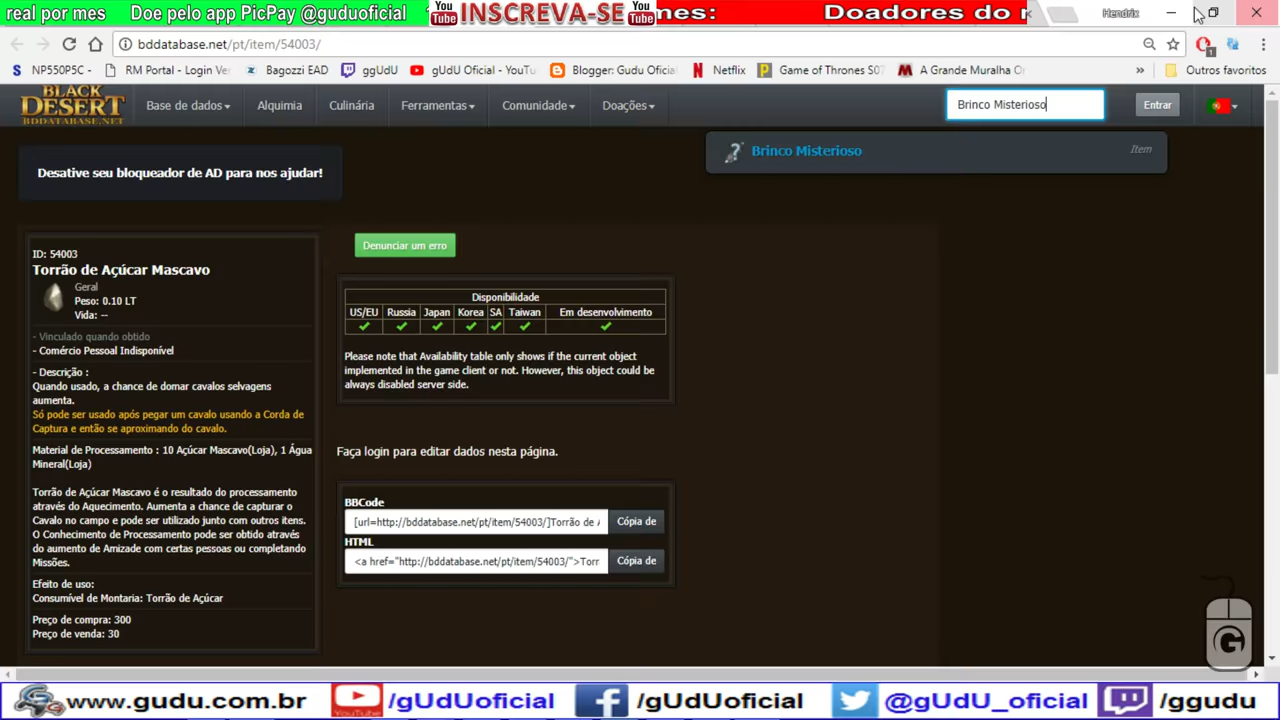 real por mes Doe pelo app PicPay @guduoficial
You Tube INSCREVA-SE You Tube
mes: Doadores do
Hendrix
bddatabase.net/pt/item/54003/
1
S NP550P5C - RM Portal - Login Ve Bagozzi EAD ggUdU gUdU Oficial - YouTu Blogger: Gudu Oficia Netflix Game of Thrones S07 A Grande Muralha Or » Outros favoritos
BLACK DESERT
BDDATABASE.NET
Base de dados Alquimia Culinária Ferramentas Comunidade Doações Brinco Misterioso Entrar
Brinco Misterioso Item
Desative seu bloqueador de AD para nos ajudar!
ID: 54003
Torrão de Açúcar Mascavo
Geral
Peso: 0.10 LT
Vida: --
- Vinculado quando obtido
- Comércio Pessoal Indisponível
- Descrição :
Quando usado, a chance de domar cavalos selvagens
aumenta.
Só pode ser usado após pegar um cavalo usando a Corda de
Captura e então se aproximando do cavalo.
Material de Processamento : 10 Açúcar Mascavo(Loja), 1 Água
Mineral(Loja)
Torrão de Açúcar Mascavo é o resultado do processamento
através do Aquecimento. Aumenta a chance de capturar o
Cavalo no campo e pode ser utilizado junto com outros itens.
O Conhecimento de Processamento pode ser obtido através
do aumento de Amizade com certas pessoas ou completando
Missões.
Efeito de uso:
Consumível de Montaria: Torrão de Açúcar
Preço de compra: 300
Preço de venda: 30
Denunciar um erro
Disponibilidade
US/EU Russia Japan Korea SA Taiwan Em desenvolvimento
Please note that Availability table only shows if the current object
implemented in the game client or not. However, this object could be
always disabled server side.
Faça login para editar dados nesta página.
BBCode
[url=http://bddatabase.net/pt/item/54003/]Torrão de A Cópia de
HTML
<a href="http://bddatabase.net/pt/item/54003/">Torr Cópia de
G
www.gudu.com.br YouTube /gUdUoficial /gUdUoficial @gUdU_oficial /ggudu